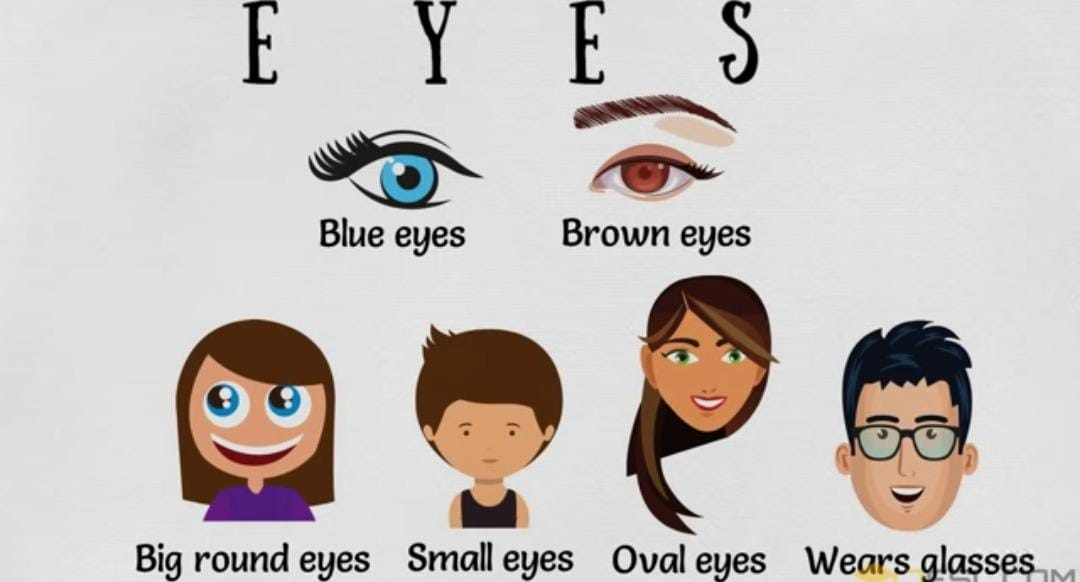 EYES
Blue eyes Brown eyes
Big round eyes Small eyes Oval eyes Wears glasses